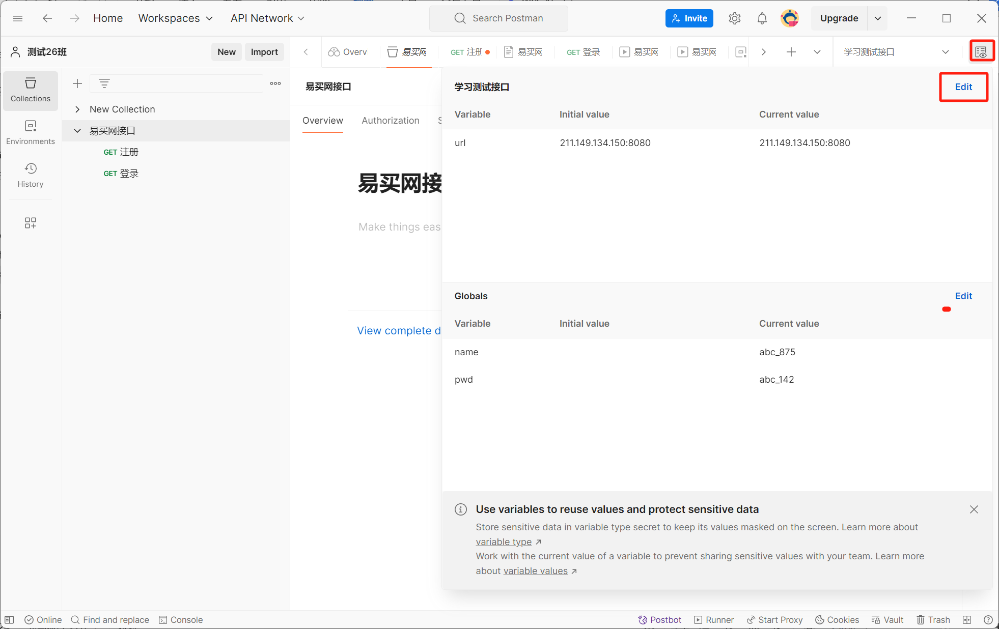 Home Workspaces API Network Search Postman Invite Upgrade
测试26班 New Import Overv 易买网 GET 注册 易买网 GET 登录 易买网 易买网 学习测试接口
Collections
Environments
History
New Collection
易买网接口
GET 注册
GET 登录
易买网接口
Overview Authorization
易买网接
Make things eas
View complete d
学习测试接口 Edit
Variable Initial value Current value
url 211.149.134.150:8080 211.149.134.150:8080
Globals Edit
Variable Initial value Current value
name abc_875
pwd abc_142
Use variables to reuse values and protect sensitive data
Store sensitive data in variable type secret to keep its values masked on the screen. Learn more about
variable type ↗
Work with the current value of a variable to prevent sharing sensitive values with your team. Learn more
about variable values ↗
Online Find and replace Console Postbot Runner Start Proxy Cookies Vault Trash